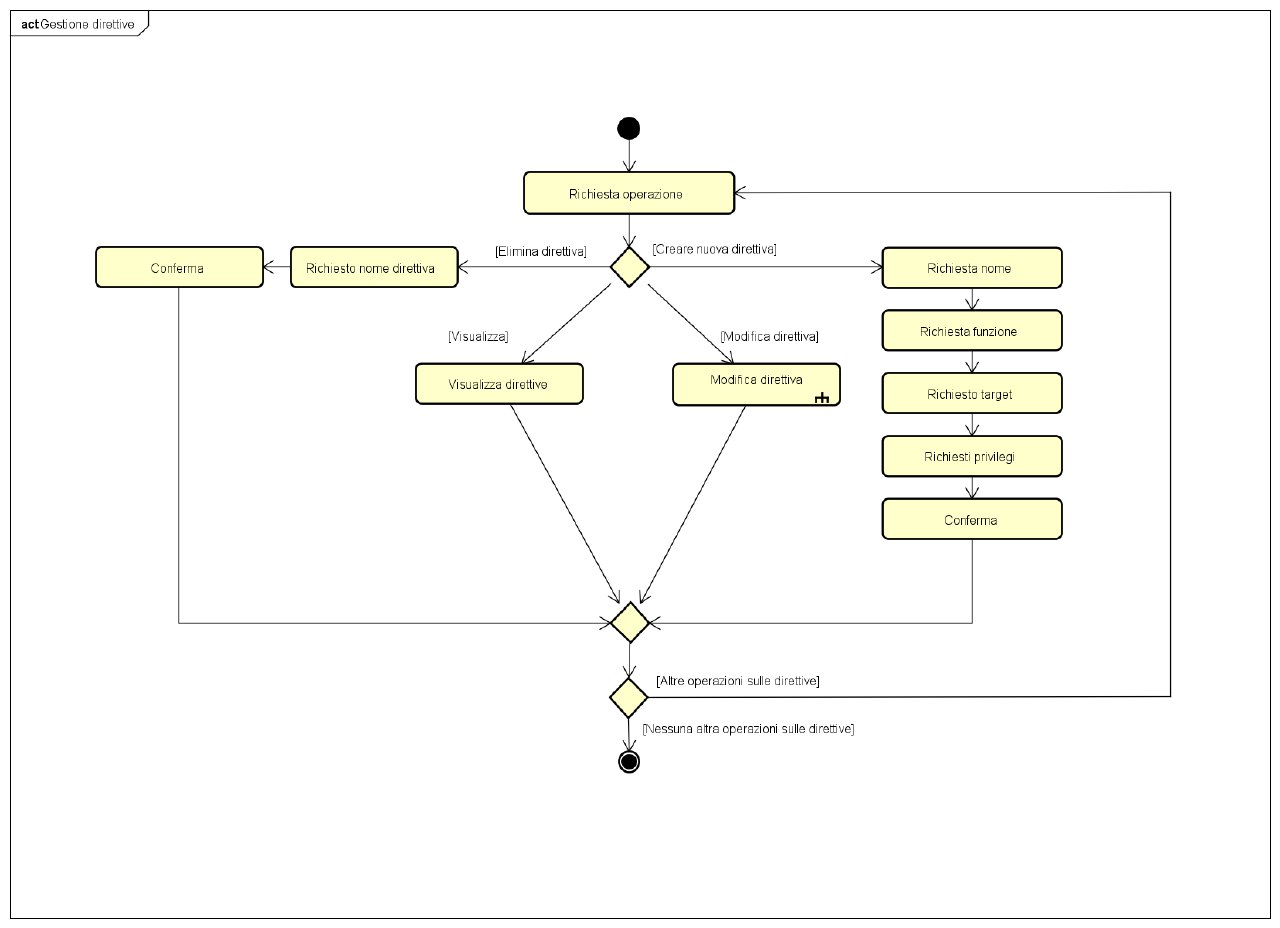 act Gestione direttive
Richiesta operazione
[Elimina direttiva]
[Creare nuova direttiva]
Conferma
Richiesto nome direttiva
Richiesta nome
Richiesta funzione
[Visualizza]
[Modifica direttiva]
Visualizza direttive
Modifica direttiva
Richiesto target
Richiesti privilegi
Conferma
[Altre operazioni sulle direttive]
[Nessuna altra operazioni sulle direttive]